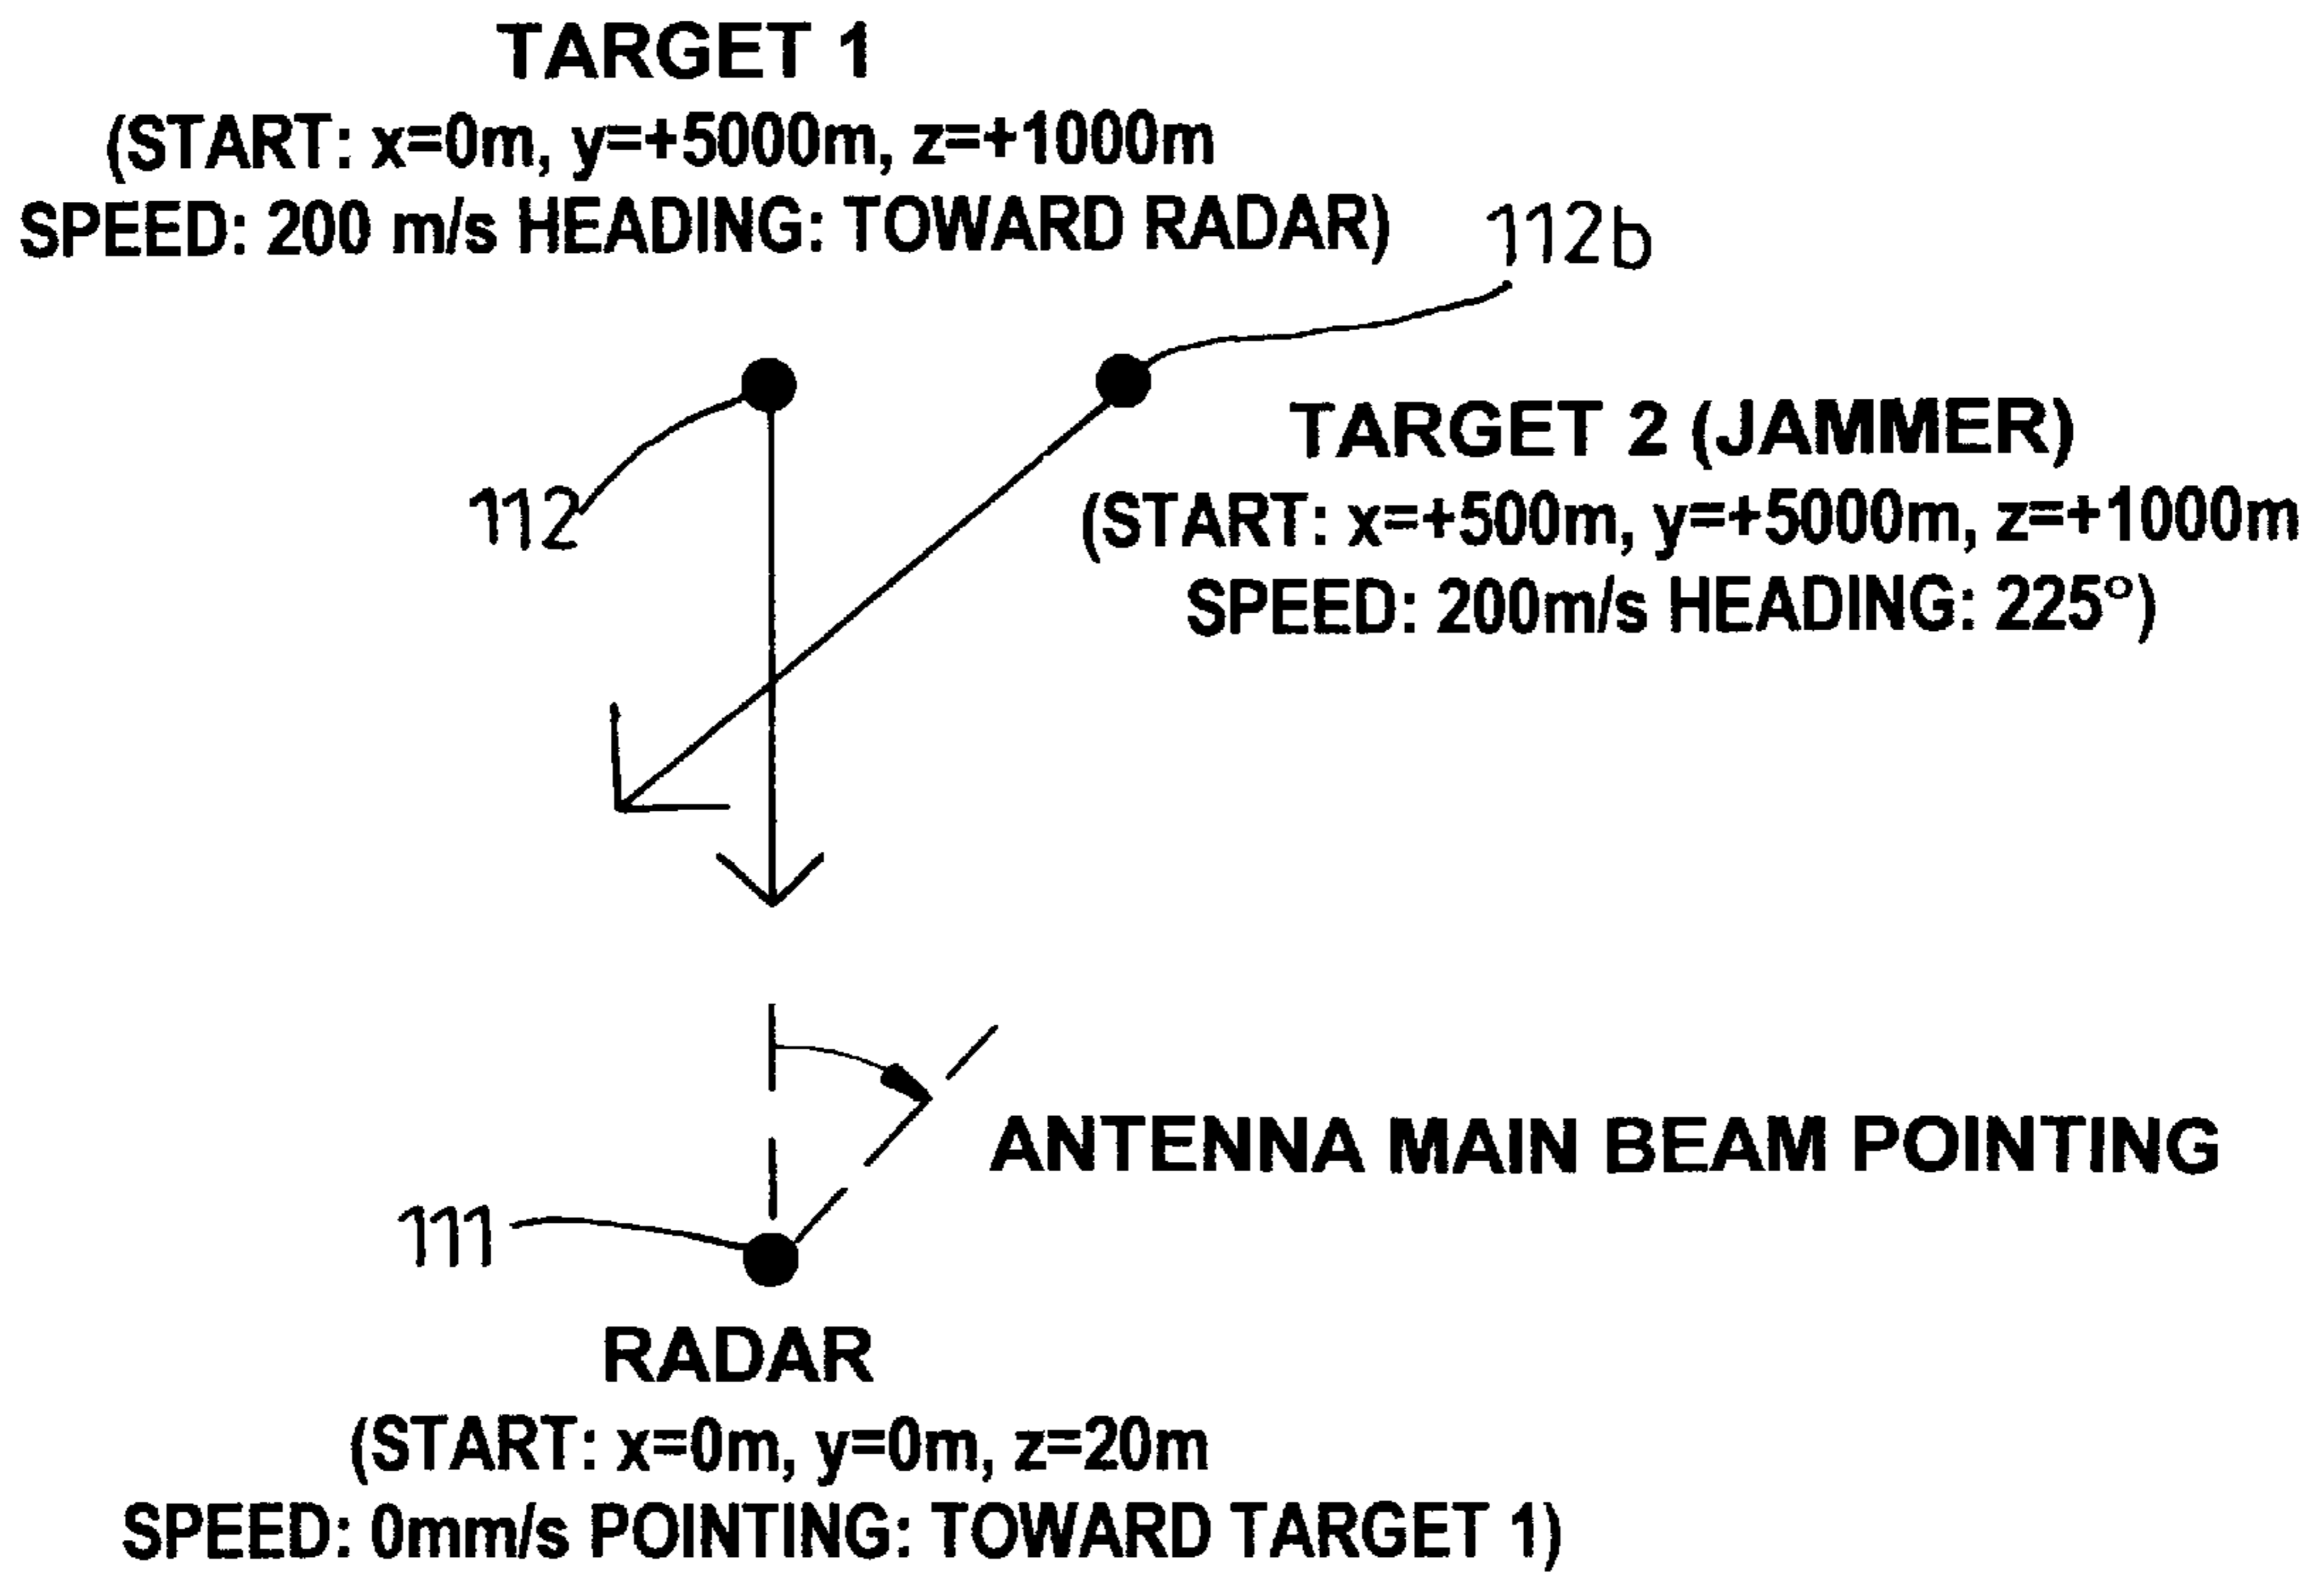 TARGET 1
(START: x=0m, y=+5000m, z=+1000m
SPEED: 200 m/s HEADING: TOWARD RADAR)
112b
112
TARGET 2 (JAMMER)
(START: x=+500m, y=+5000m, z=+1000m
SPEED: 200m/s HEADING: 225°)
ANTENNA MAIN BEAM POINTING
111
RADAR
(START: x=0m, y=0m, z=20m
SPEED: 0mm/s POINTING: TOWARD TARGET 1)